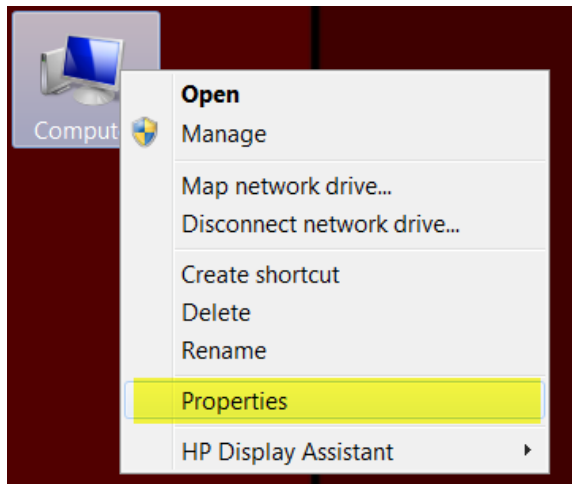 Comput
Open
Manage
Map network drive...
Disconnect network drive...
Create shortcut
Delete
Rename
Properties
HP Display Assistant